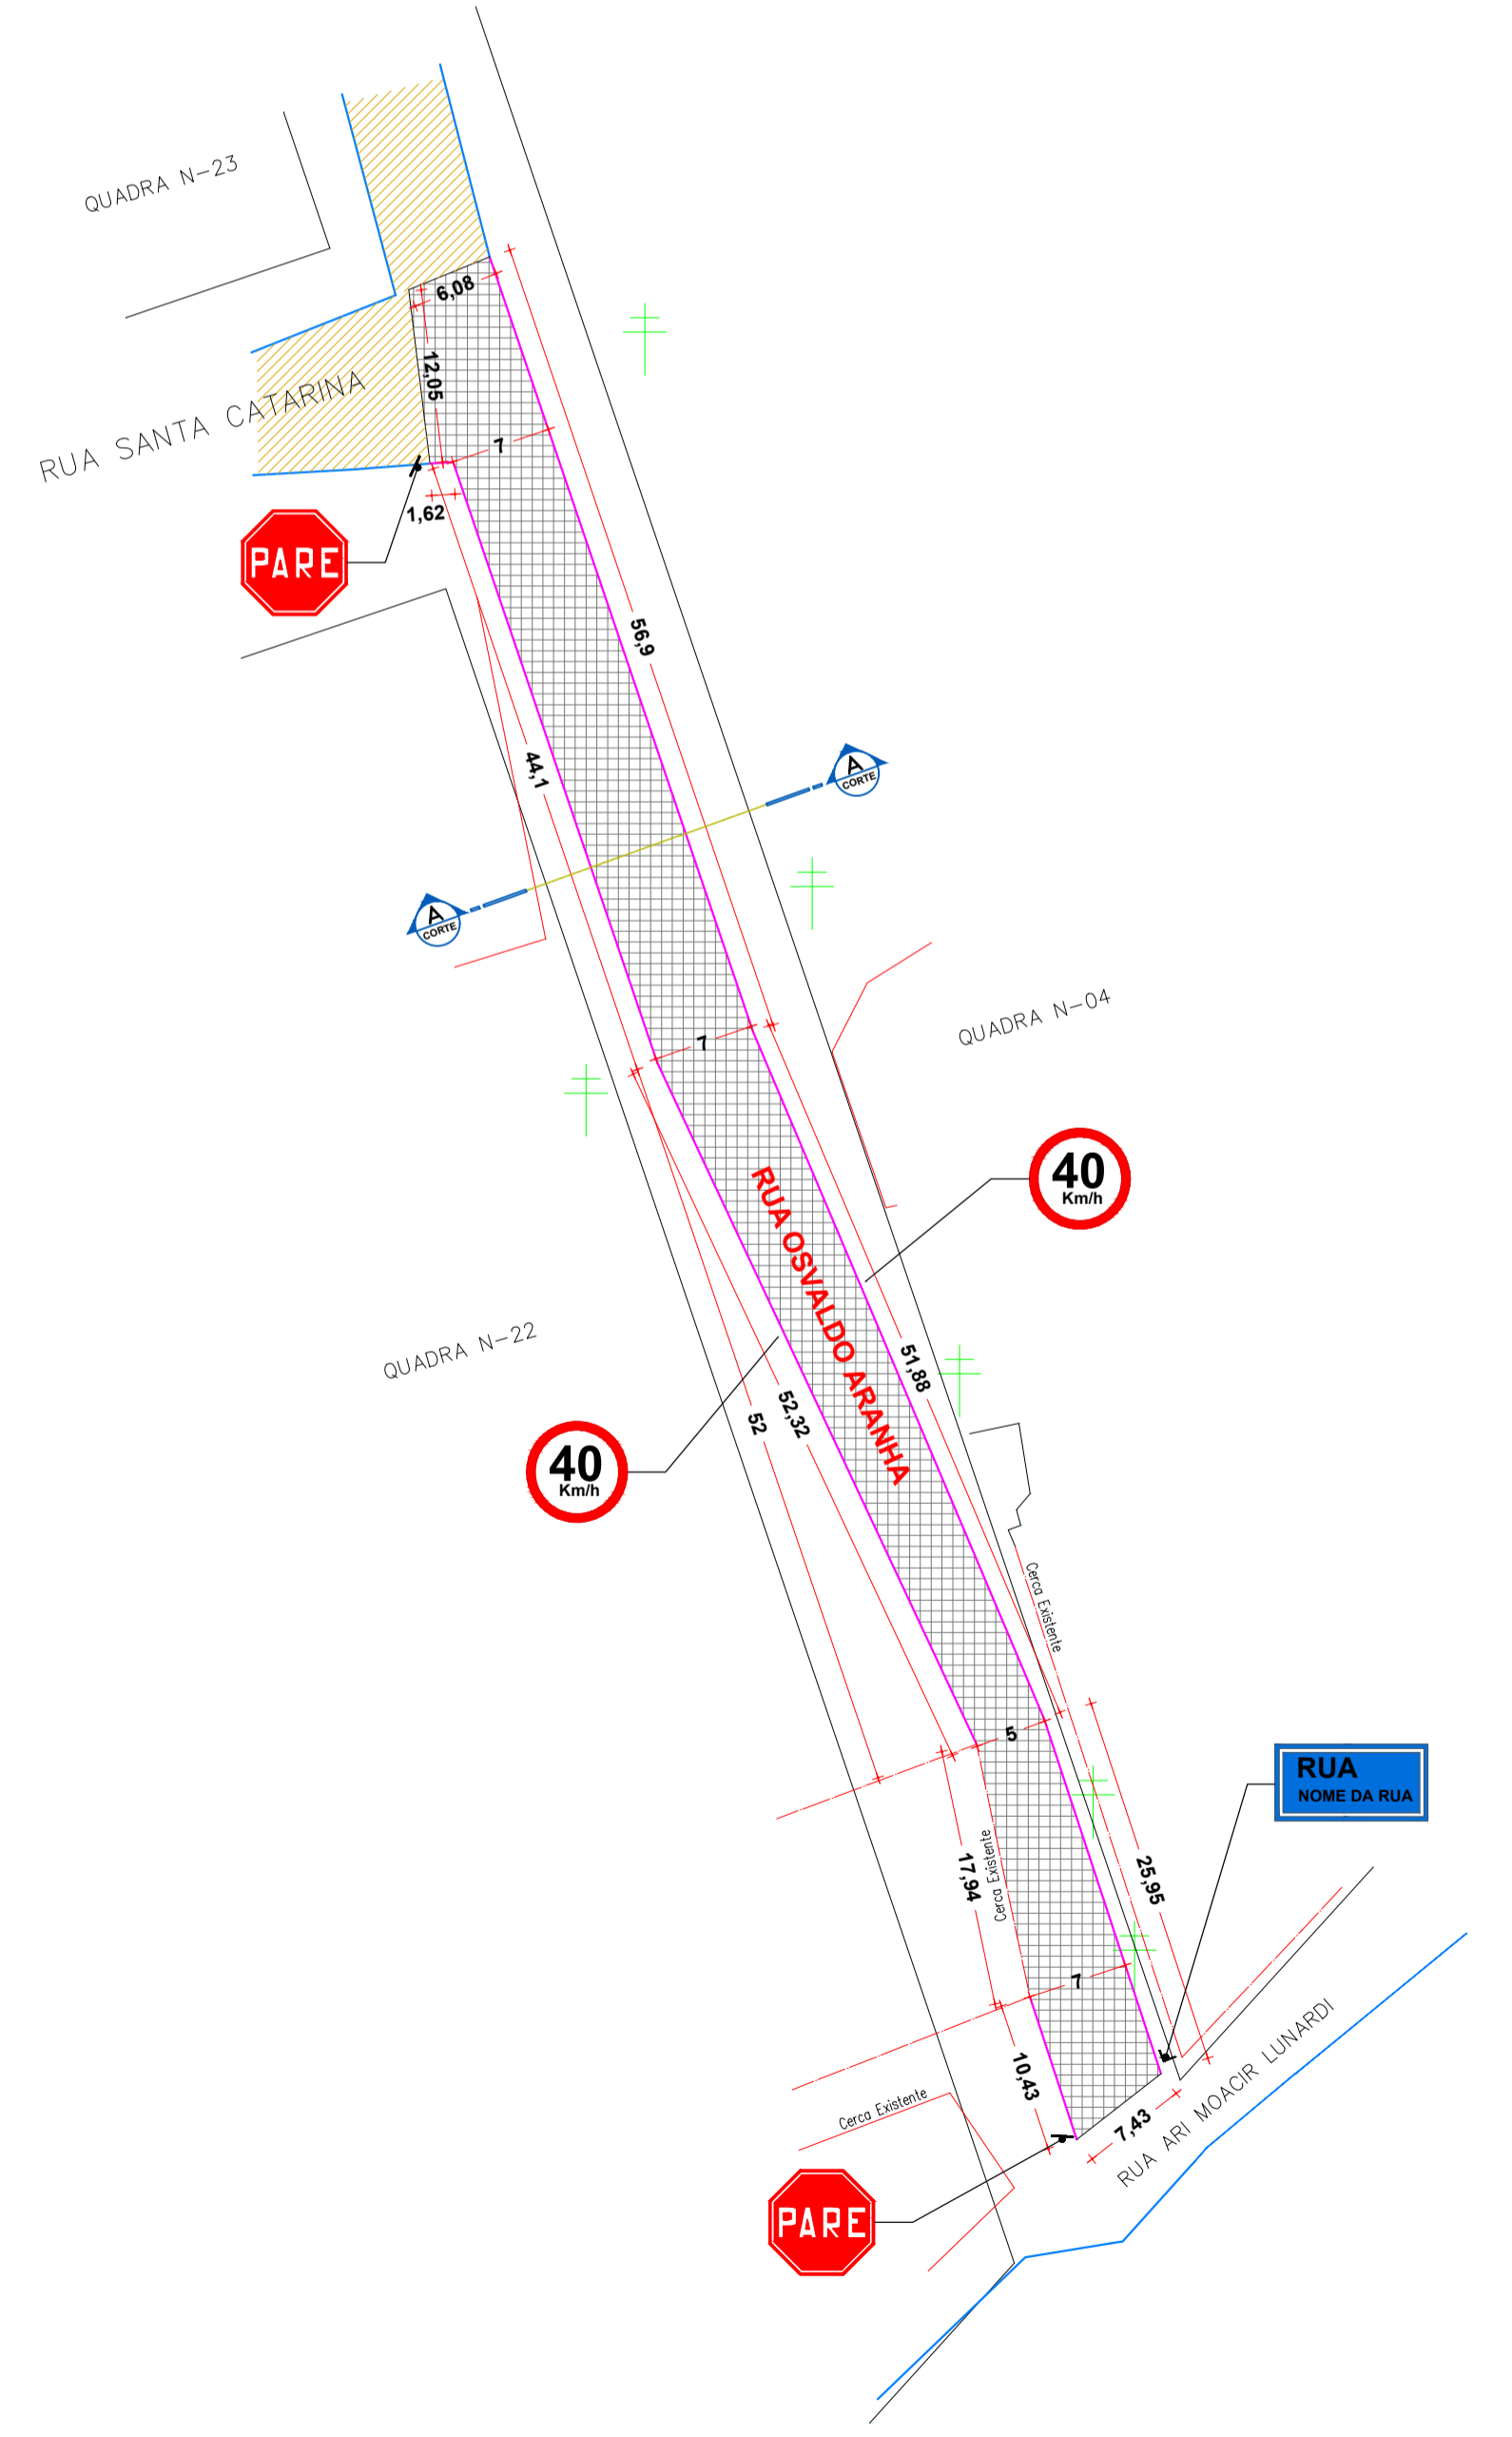 QUADRA N-23
6,08
12,05
RUA SANTA CATARINA
7
1,62
PARE
56,9
44,1
A
CORTE
A
CORTE
QUADRA N-04
7
40
Km/h
RUA OSVALDO ARANHA
QUADRA N-22
51,88
52,32
52
40
Km/h
Cerca Existente
5
RUA
NOME DA RUA
17,94
Cerca Existente
25,95
7
10,43
Cerca Existente
7,43
RUA ARI MOACIR LUNARDI
PARE